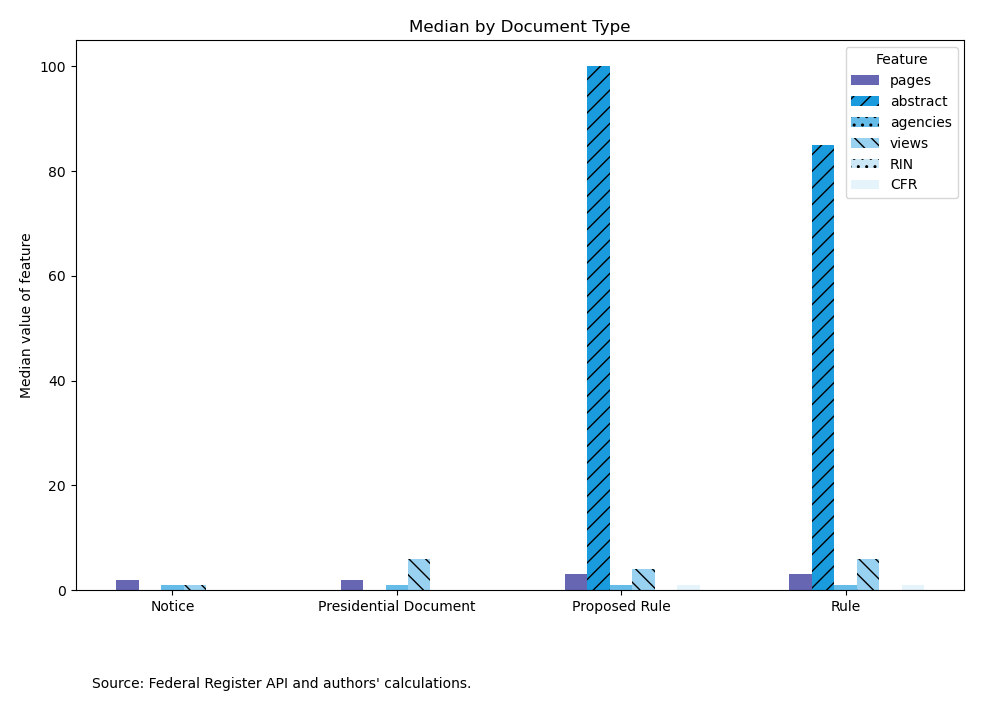 Median by Document Type
Median value of feature
100
80
60
40
20
0
Feature
pages
abstract
agencies
views
RIN
CFR
Notice
Presidential Document
Proposed Rule
Rule
Source: Federal Register API and authors' calculations.